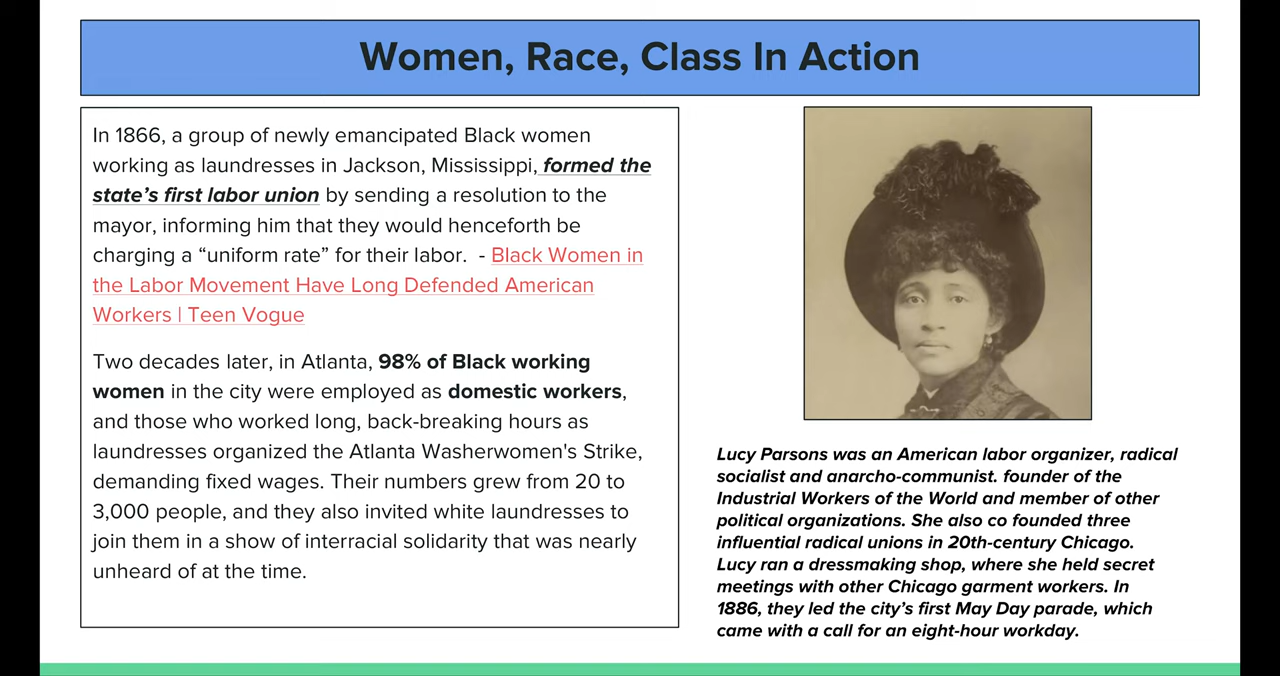 Women, Race, Class In Action
In 1866, a group of newly emancipated Black women
working as laundresses in Jackson, Mississippi, formed the
state’s first labor union by sending a resolution to the
mayor, informing him that they would henceforth be
charging a “uniform rate” for their labor.  - Black Women in
the Labor Movement Have Long Defended American
Workers | Teen Vogue
Two decades later, in Atlanta, 98% of Black working
women in the city were employed as domestic workers,
and those who worked long, back-breaking hours as
laundresses organized the Atlanta Washerwomen's Strike,
demanding fixed wages. Their numbers grew from 20 to
3,000 people, and they also invited white laundresses to
join them in a show of interracial solidarity that was nearly
unheard of at the time.
Lucy Parsons was an American labor organizer, radical
socialist and anarcho-communist. founder of the
Industrial Workers of the World and member of other
political organizations. She also co founded three
influential radical unions in 20th-century Chicago.
Lucy ran a dressmaking shop, where she held secret
meetings with other Chicago garment workers. In
1886, they led the city’s first May Day parade, which
came with a call for an eight-hour workday.